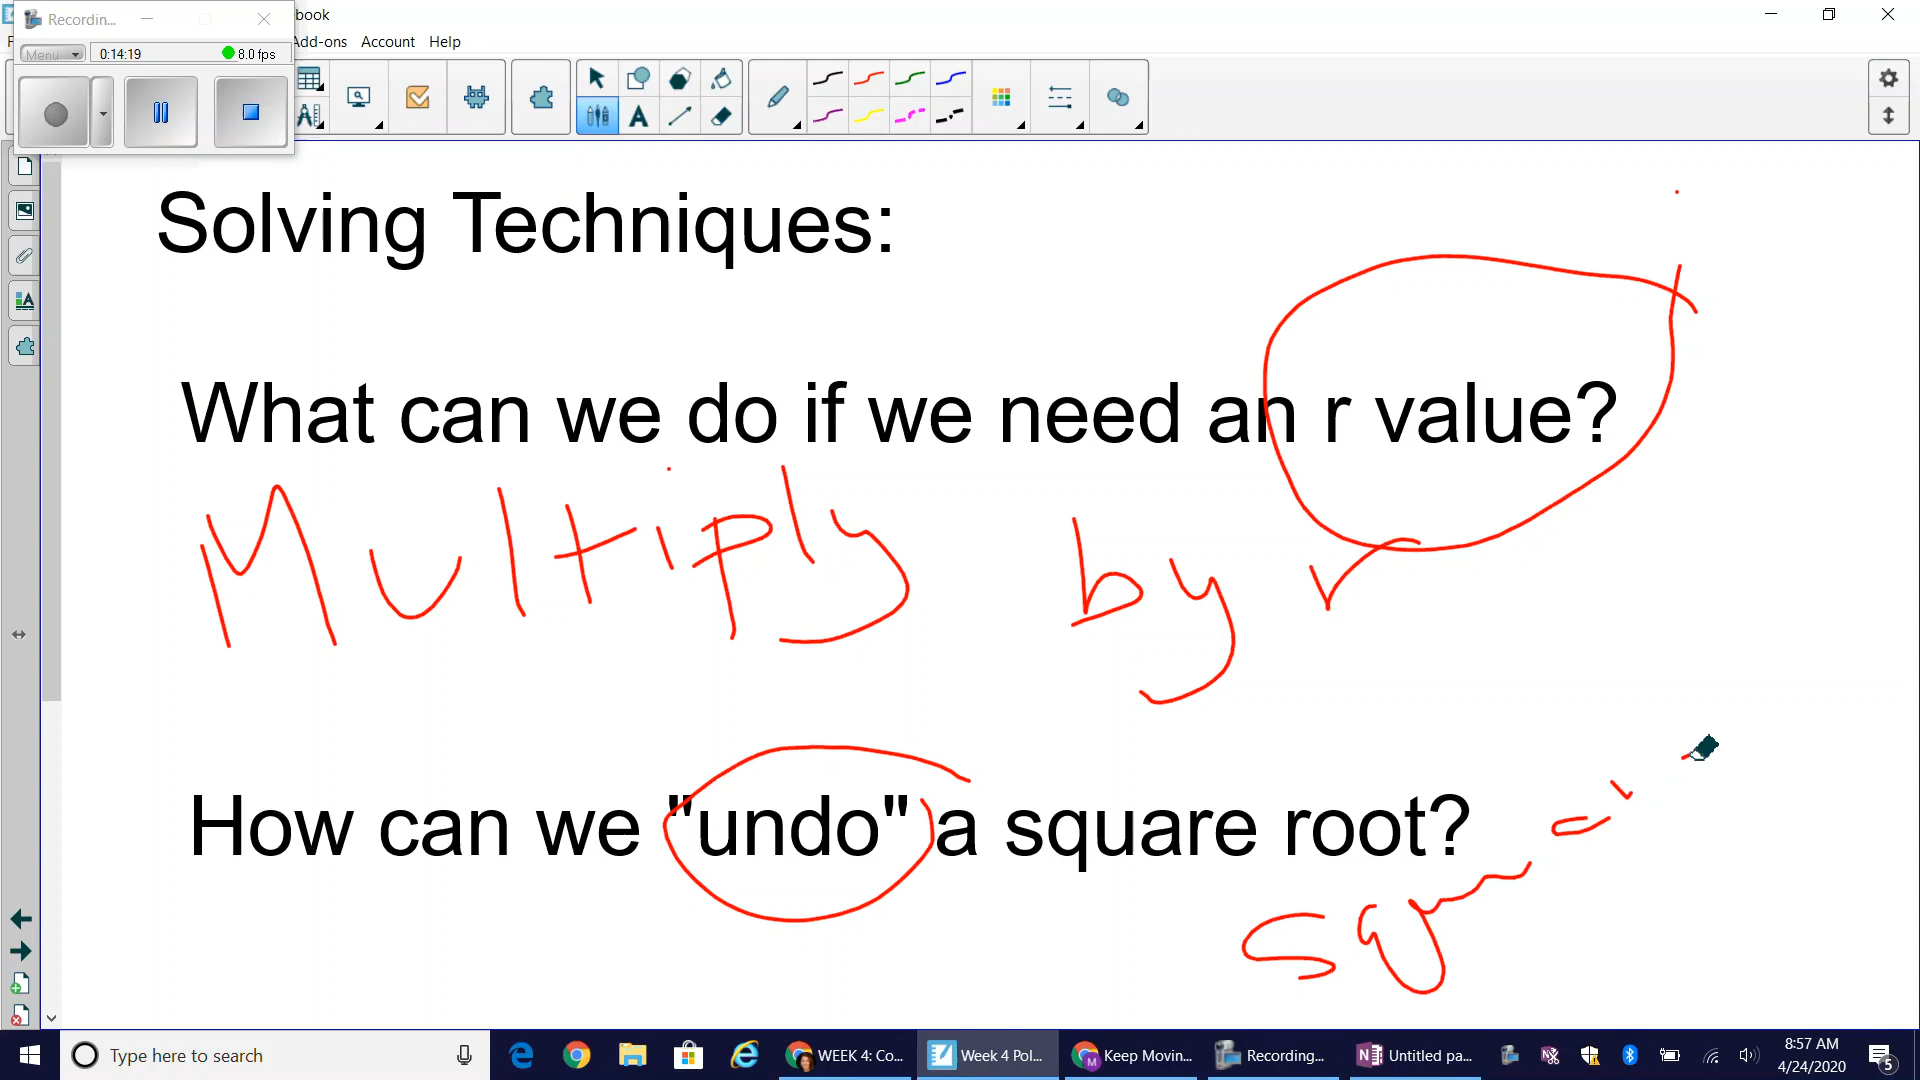 Recordin...
book
Menu
0:14:19
8.0 fps
Add-ons Account Help
Solving Techniques:
What can we do if we need an r value?
Multiply by r
How can we "undo" a square root?
Type here to search
WEEK 4: Co...
Week 4 Pol...
Keep Movin...
Recording...
Untitled pa...
8:57 AM
4/24/2020
5